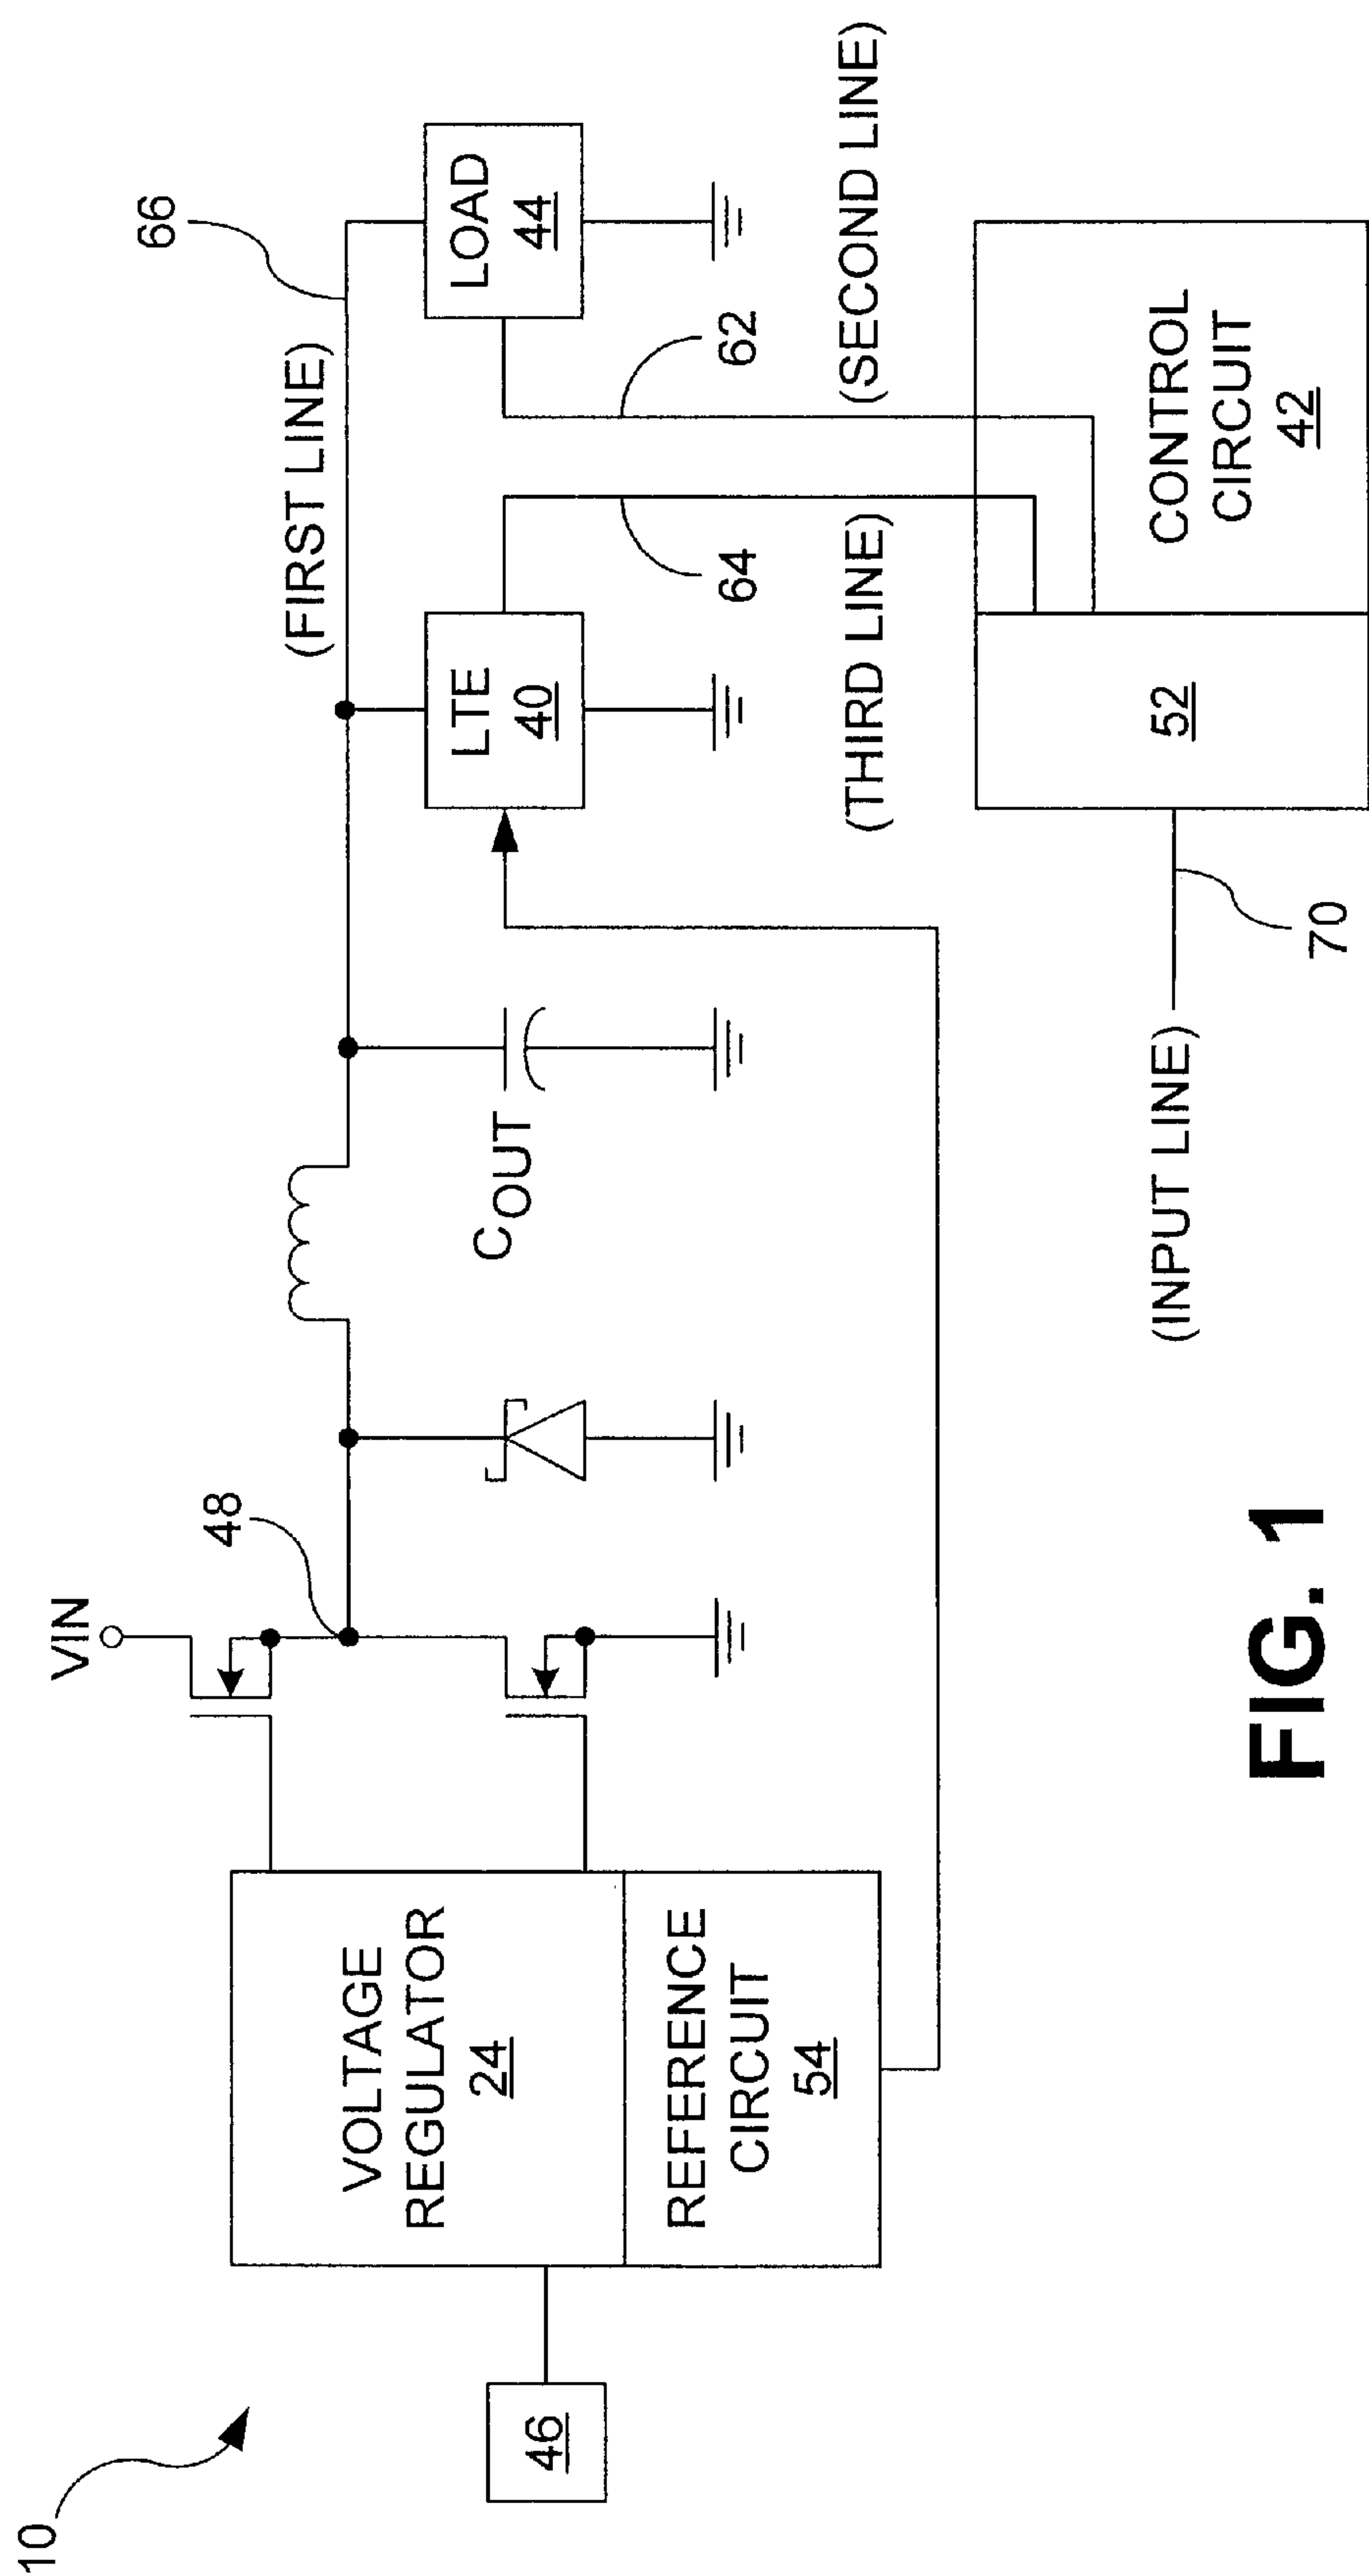 10
46
VOLTAGE
REGULATOR
24
REFERENCE
CIRCUIT
54
VIN
48
COUT
(FIRST LINE)
66
LTE
40
LOAD
44
64
(THIRD LINE)
62
(SECOND LINE)
(INPUT LINE)
70
52
CONTROL
CIRCUIT
42
FIG. 1